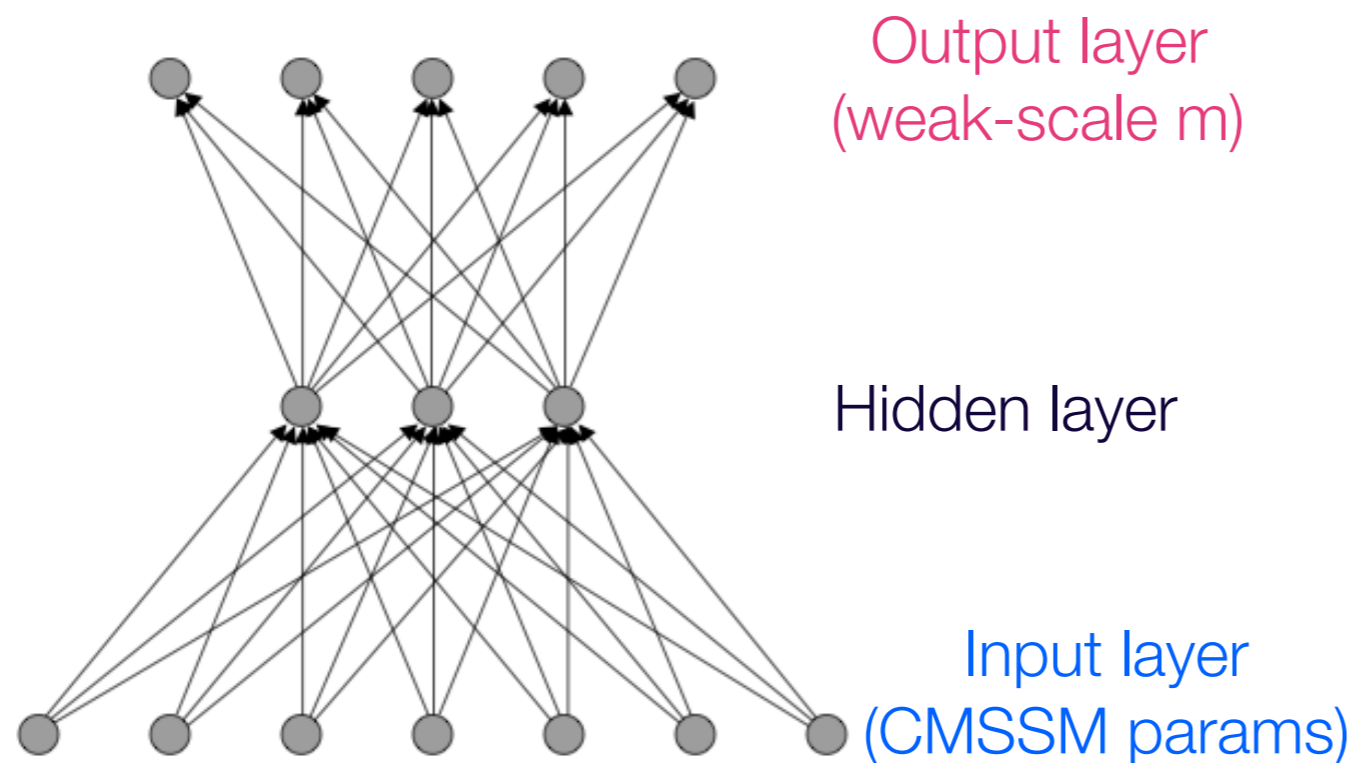 Output layer
(weak-scale m)
Hidden layer
Input layer
(CMSSM params)